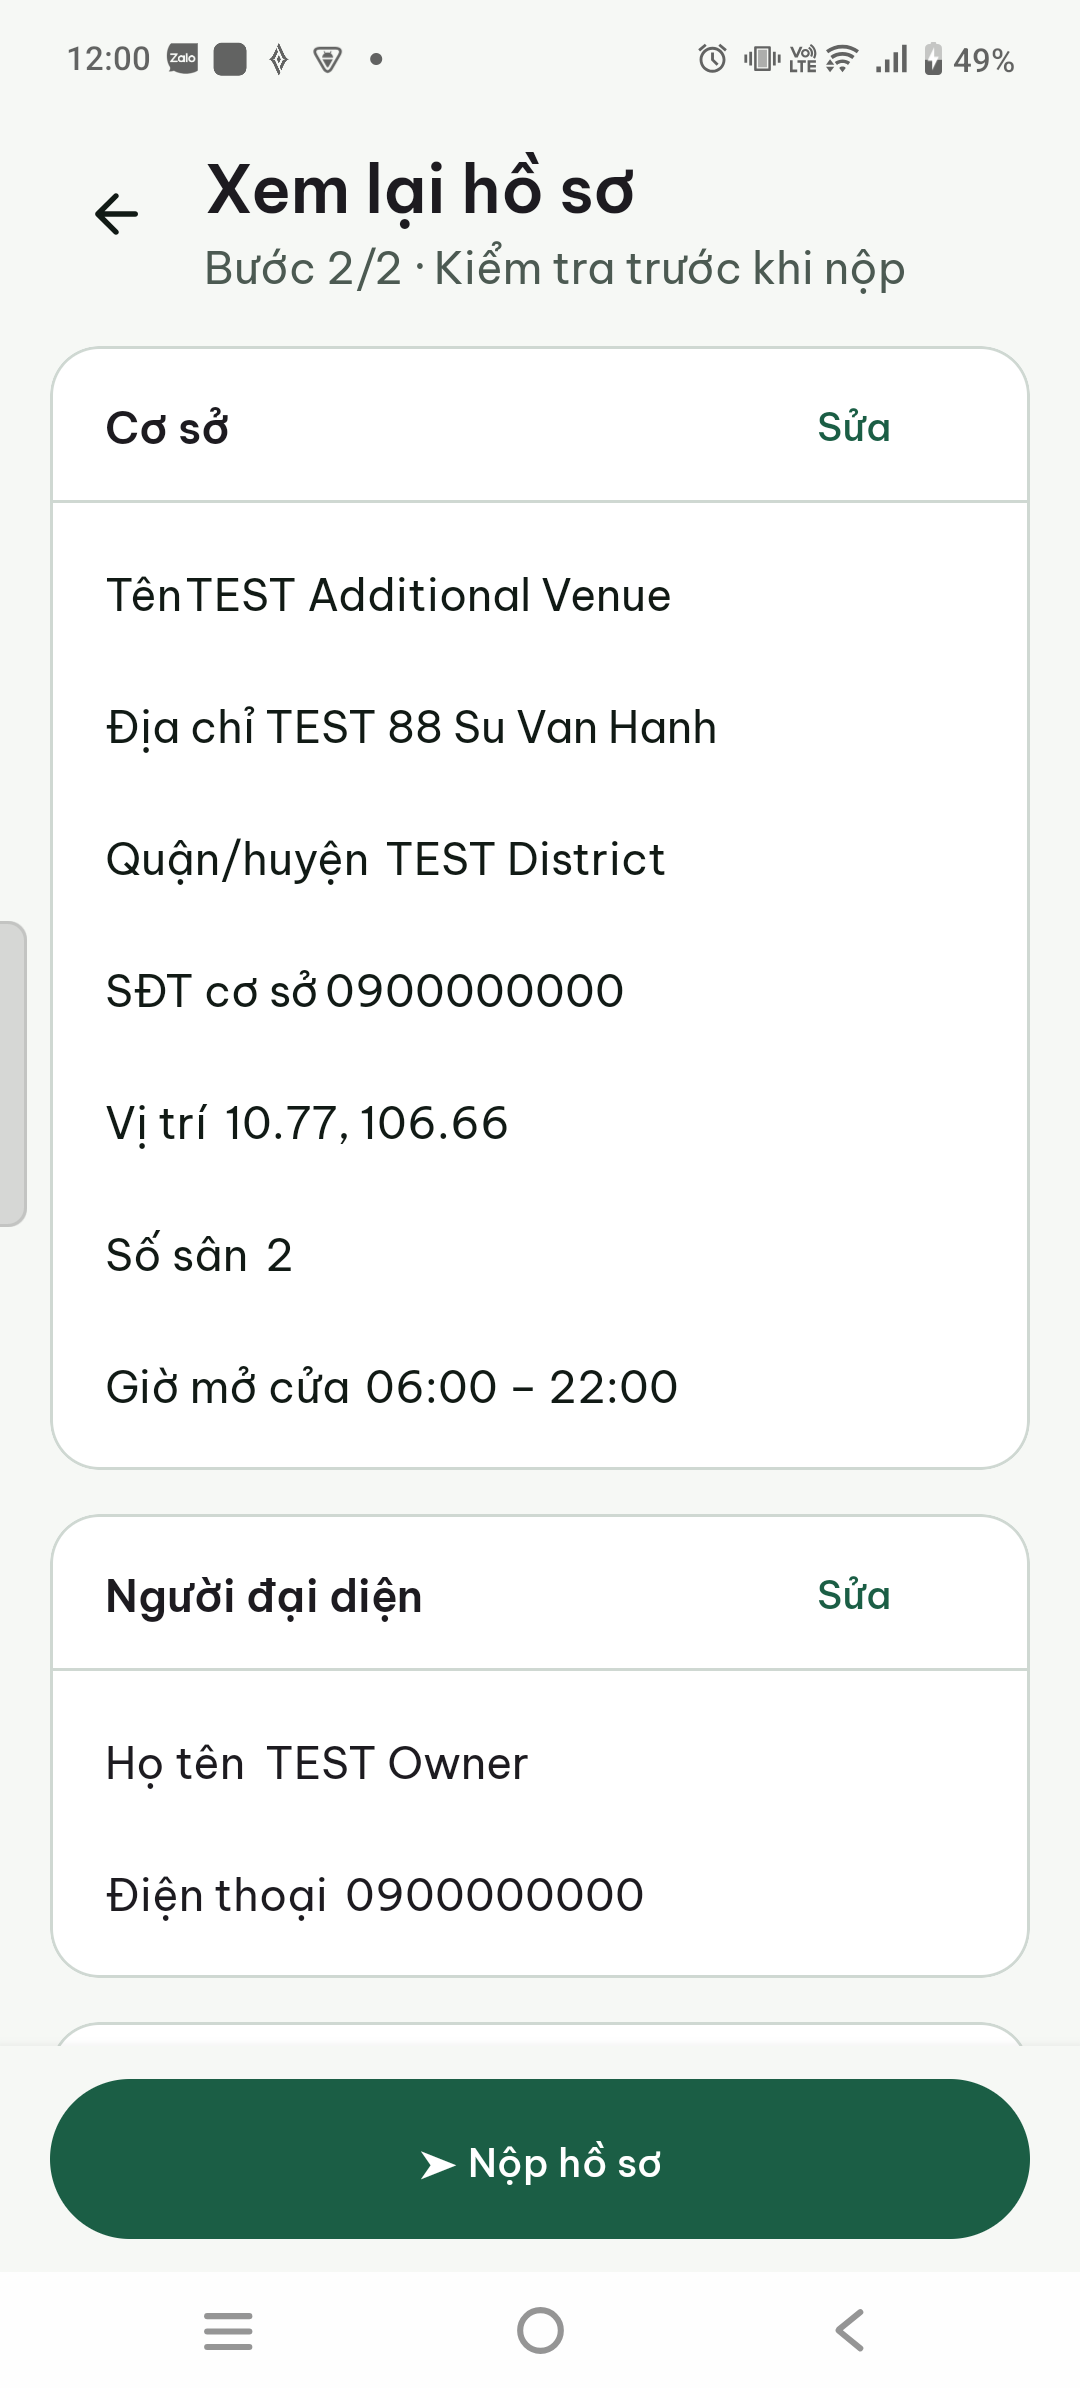 12:00 Zalo VoLTE 49%
Xem lại hồ sơ
Bước 2/2 · Kiểm tra trước khi nộp
Cơ sở Sửa
Tên TEST Additional Venue
Địa chỉ TEST 88 Su Van Hanh
Quận/huyện TEST District
SĐT cơ sở 0900000000
Vị trí 10.77, 106.66
Số sân 2
Giờ mở cửa 06:00 – 22:00
Người đại diện Sửa
Họ tên TEST Owner
Điện thoại 0900000000
Nộp hồ sơ